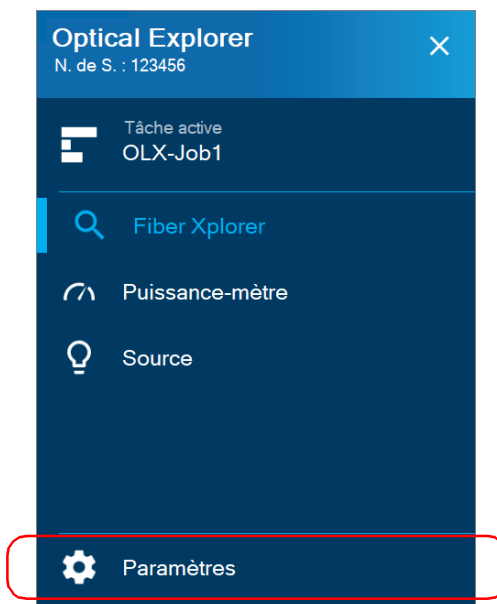 Optical Explorer
N. de S. : 123456
Tâche active
OLX-Job1
Fiber Xplorer
Puissance-mètre
Source
Paramètres